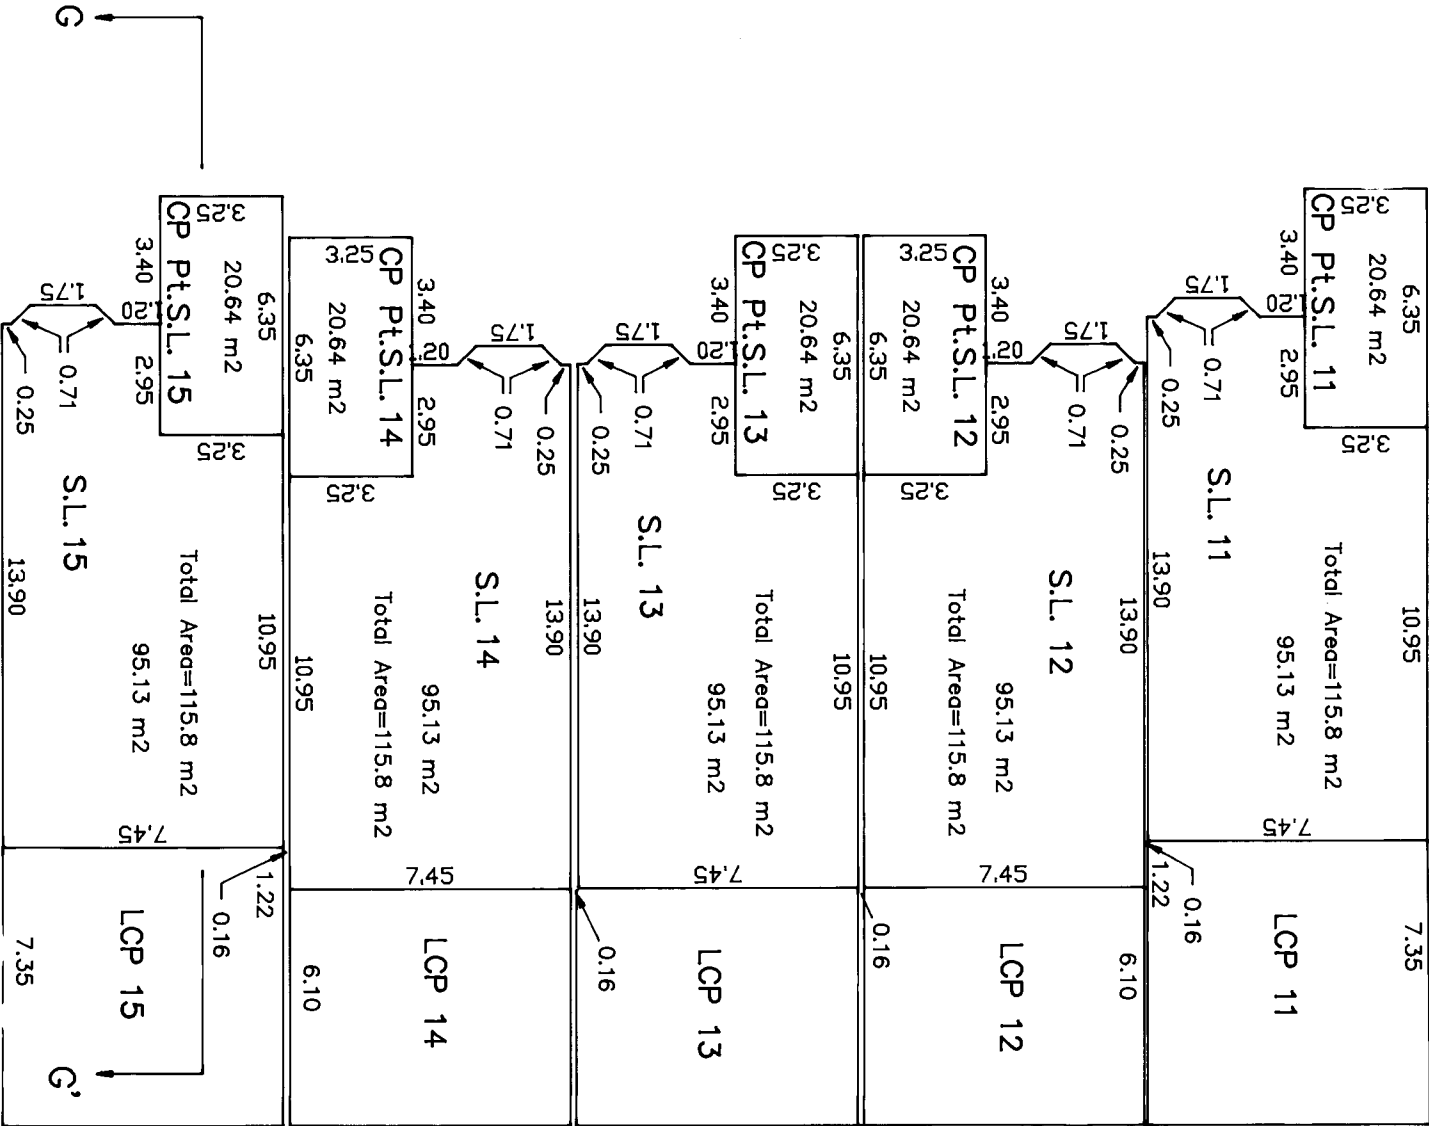 G
6.35
20.64 m2
3.25
CP Pt.S.L. 15
3.40
1.20
2.95
3.25
1.75
0.71
0.25
S.L. 15
Total Area=115.8 m2
95.13 m2
10.95
13.90
7.45
1.22
0.16
LCP 15
7.35
G'
3.25
CP Pt.S.L. 14
20.64 m2
6.35
3.40
2.95
3.25
1.75
0.71
0.25
S.L. 14
95.13 m2
Total Area=115.8 m2
13.90
10.95
7.45
LCP 14
6.10
3.25
CP Pt.S.L. 13
20.64 m2
6.35
3.40
1.20
2.95
3.25
1.75
0.71
0.25
S.L. 13
Total Area=115.8 m2
95.13 m2
13.90
10.95
7.45
0.16
LCP 13
3.25
CP Pt.S.L. 12
20.64 m2
6.35
3.40
2.95
3.25
1.75
0.71
0.25
S.L. 12
95.13 m2
Total Area=115.8 m2
13.90
10.95
7.45
0.16
LCP 12
6.10
3.25
CP Pt.S.L. 11
20.64 m2
6.35
3.40
1.20
2.95
3.25
1.75
0.71
0.25
S.L. 11
Total Area=115.8 m2
95.13 m2
13.90
10.95
7.45
1.22
0.16
LCP 11
7.35